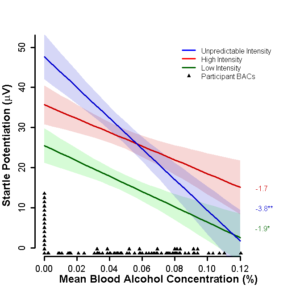 Unpredictable Intensity
High Intensity
Low Intensity
Participant BACs
Startle Potentiation (µV)
50
40
30
20
10
0
-1.7
-3.8**
-1.9*
0.00 0.02 0.04 0.06 0.08 0.10 0.12
Mean Blood Alcohol Concentration (%)